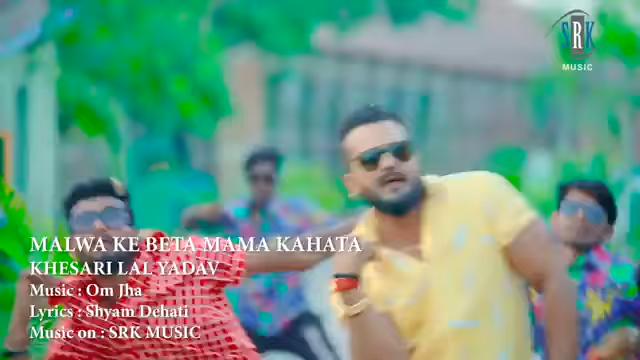 SRK
MUSIC
MALWA KE BETA MAMA KAHATA
KHESARI LAL YADAV
Music : Om Jha
Lyrics : Shyam Dehati
Music on : SRK MUSIC